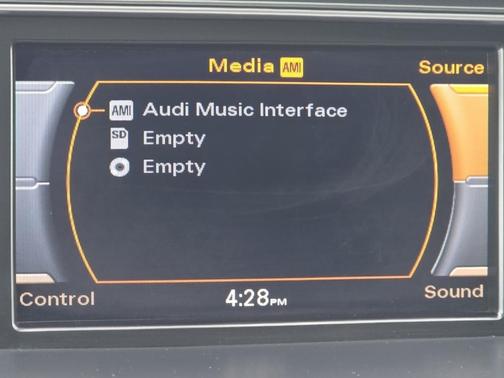 Media AMI
Source
AMI Audi Music Interface
SD Empty
Empty
Control
4:28PM
Sound